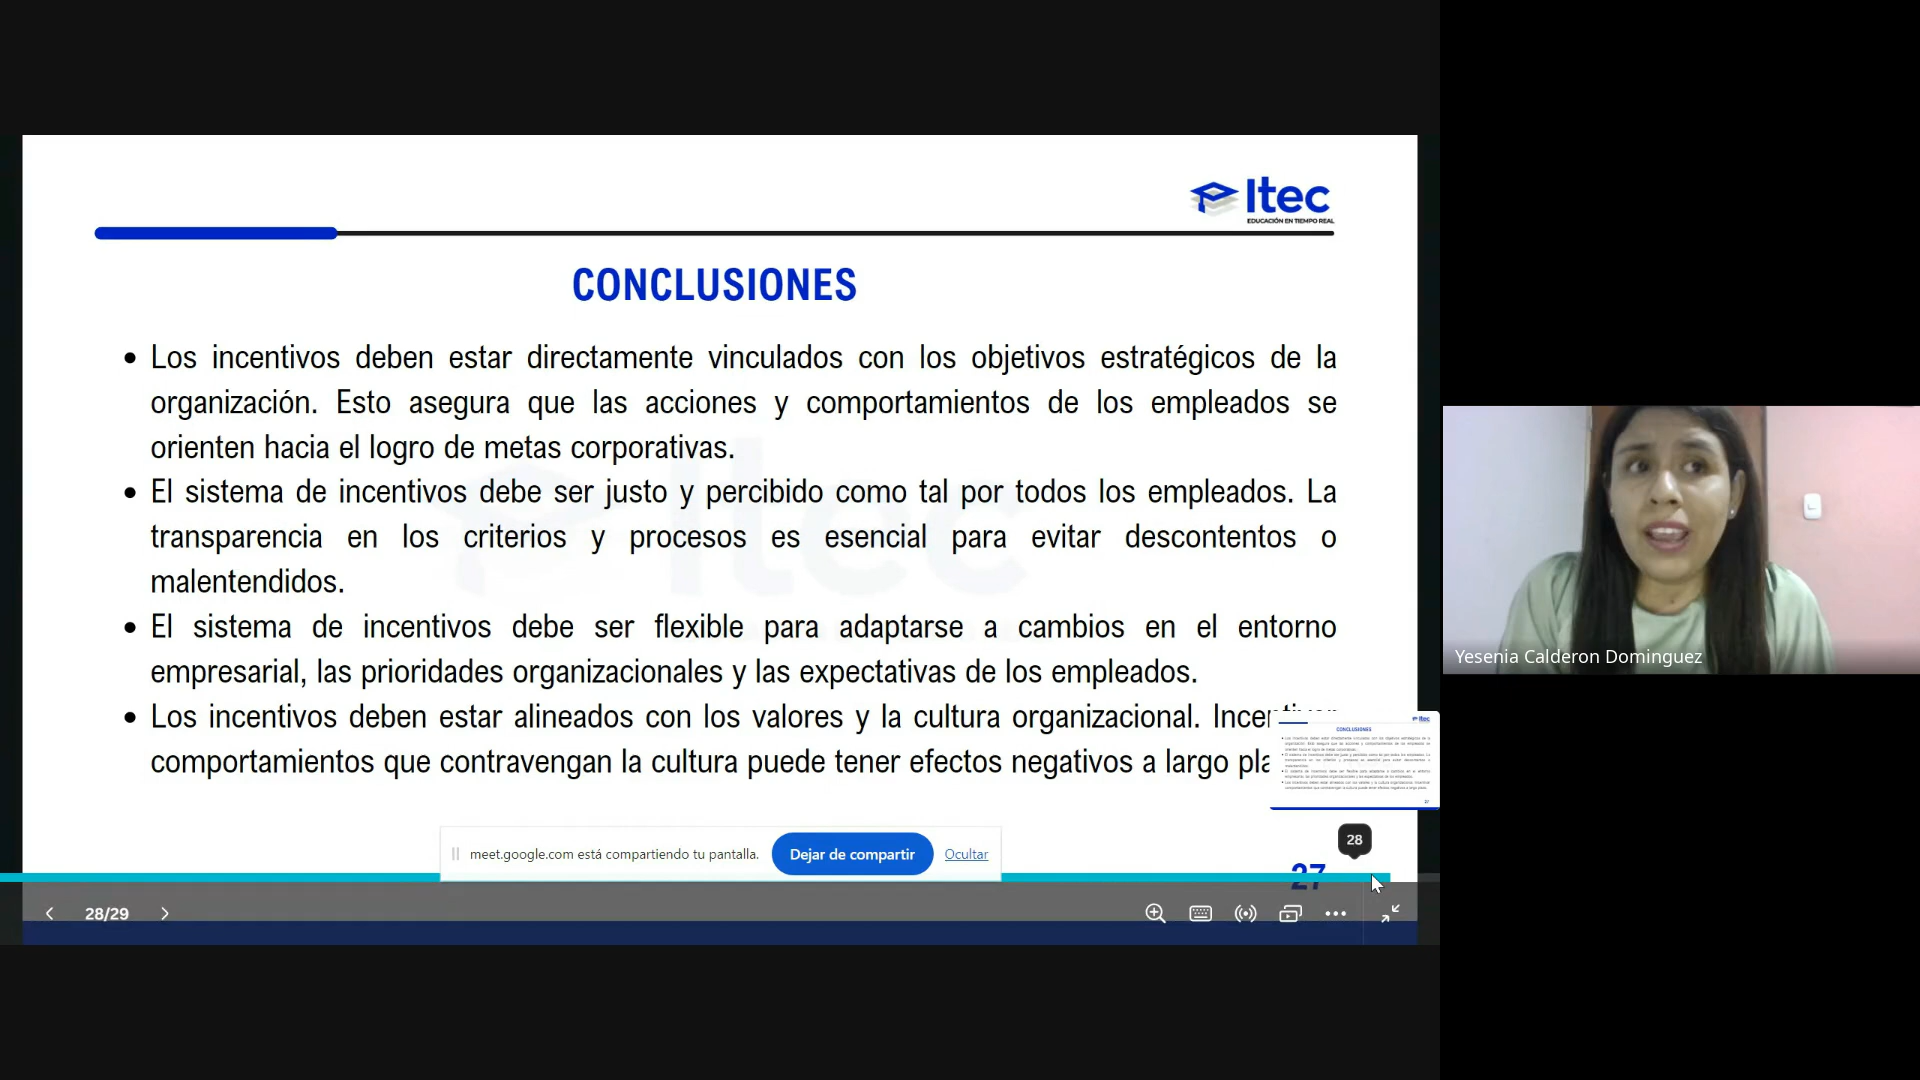 Itec
EDUCACIÓN EN TIEMPO REAL
CONCLUSIONES
• Los incentivos deben estar directamente vinculados con los objetivos estratégicos de la
organización. Esto asegura que las acciones y comportamientos de los empleados se
orienten hacia el logro de metas corporativas.
• El sistema de incentivos debe ser justo y percibido como tal por todos los empleados. La
transparencia en los criterios y procesos es esencial para evitar descontentos o
malentendidos.
• El sistema de incentivos debe ser flexible para adaptarse a cambios en el entorno
empresarial, las prioridades organizacionales y las expectativas de los empleados.
• Los incentivos deben estar alineados con los valores y la cultura organizacional.
comportamientos que contravengan la cultura puede tener efectos negativos a largo
Itec
CONCLUSIONES
28
27
meet.google.com está compartiendo tu pantalla.
Dejar de compartir
Ocultar
28/29
Yesenia Calderon Dominguez